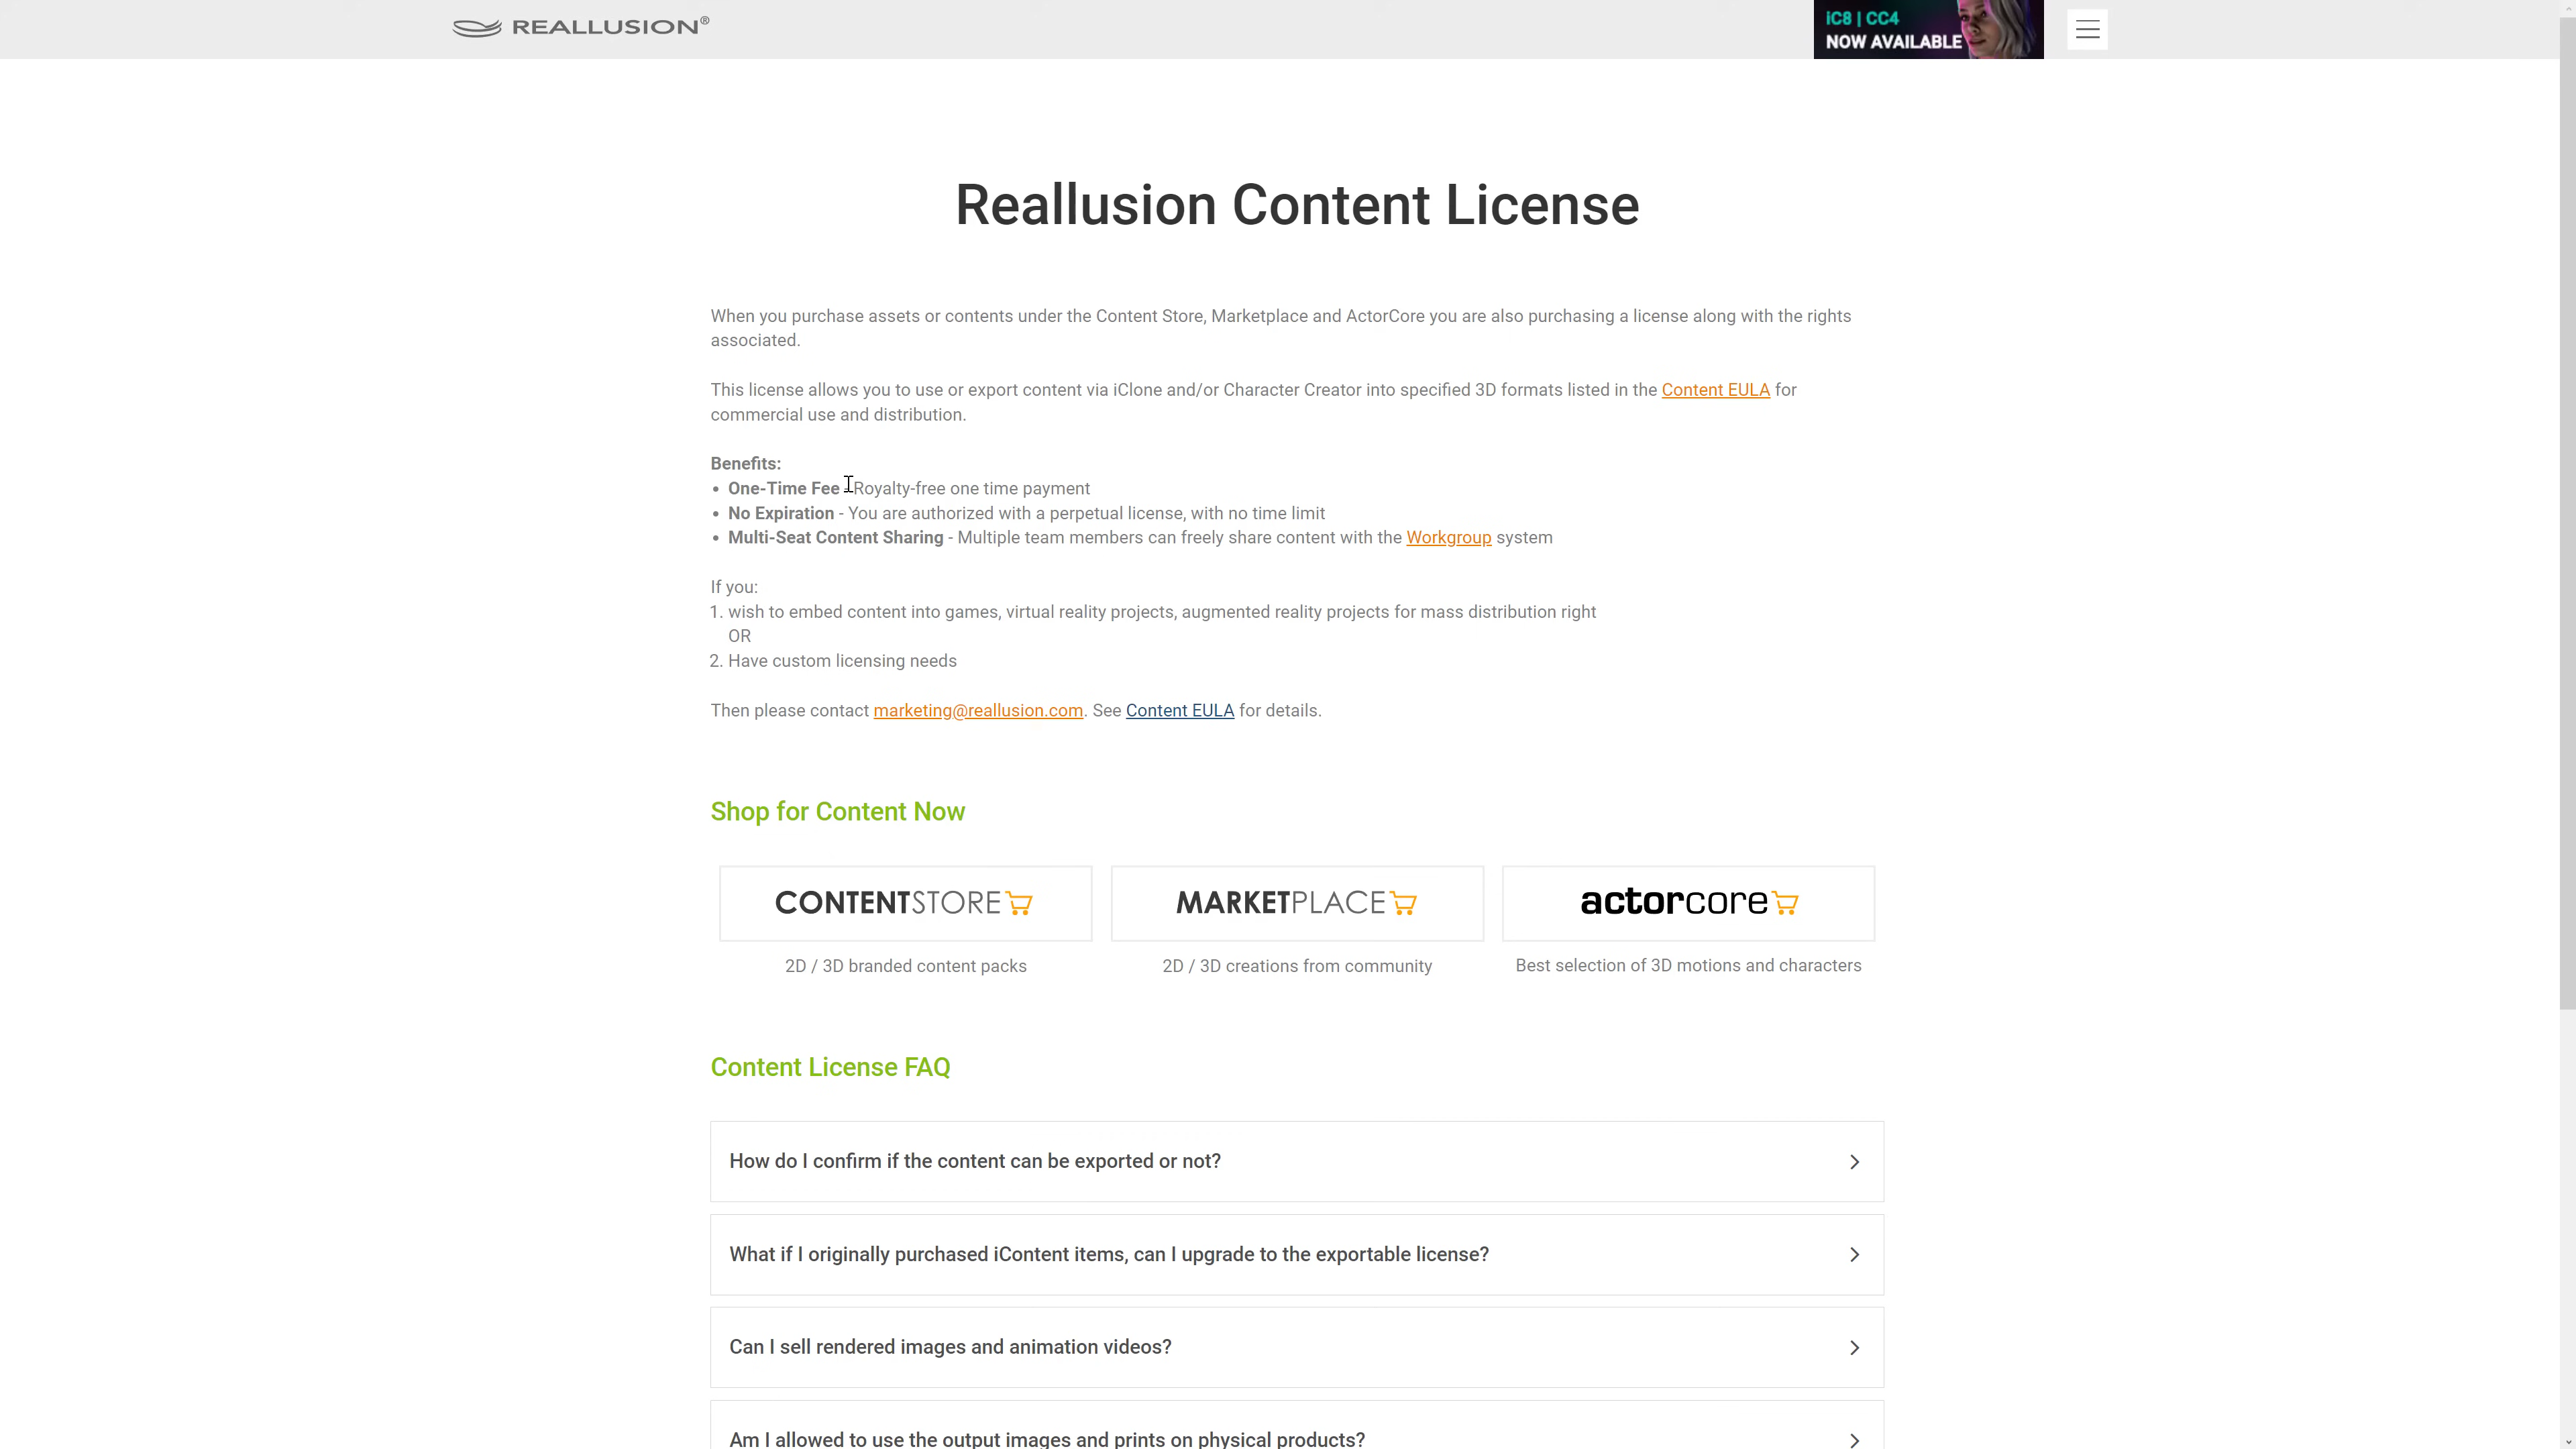 REALLUSION®
iC8 | CC4
NOW AVAILABLE
Reallusion Content License
When you purchase assets or contents under the Content Store, Marketplace and ActorCore you are also purchasing a license along with the rights
associated.
This license allows you to use or export content via iClone and/or Character Creator into specified 3D formats listed in the Content EULA for
commercial use and distribution.
Benefits:
• One-Time Fee - Royalty-free one time payment
• No Expiration - You are authorized with a perpetual license, with no time limit
• Multi-Seat Content Sharing - Multiple team members can freely share content with the Workgroup system
If you:
1. wish to embed content into games, virtual reality projects, augmented reality projects for mass distribution right
OR
2. Have custom licensing needs
Then please contact marketing@reallusion.com. See Content EULA for details.
Shop for Content Now
CONTENTSTORE
MARKETPLACE
actorcore
2D / 3D branded content packs
2D / 3D creations from community
Best selection of 3D motions and characters
Content License FAQ
How do I confirm if the content can be exported or not?
What if I originally purchased iContent items, can I upgrade to the exportable license?
Can I sell rendered images and animation videos?
Am I allowed to use the output images and prints on physical products?